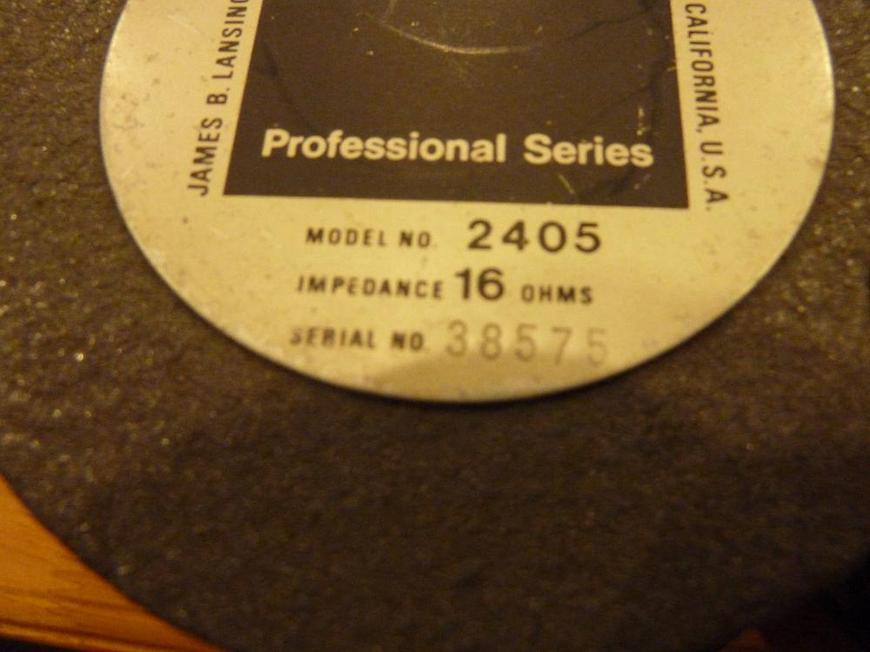 JAMES B. LANSING
CALIFORNIA, U.S.A.
Professional Series
MODEL NO. 2405
IMPEDANCE 16 OHMS
SERIAL NO. 38575